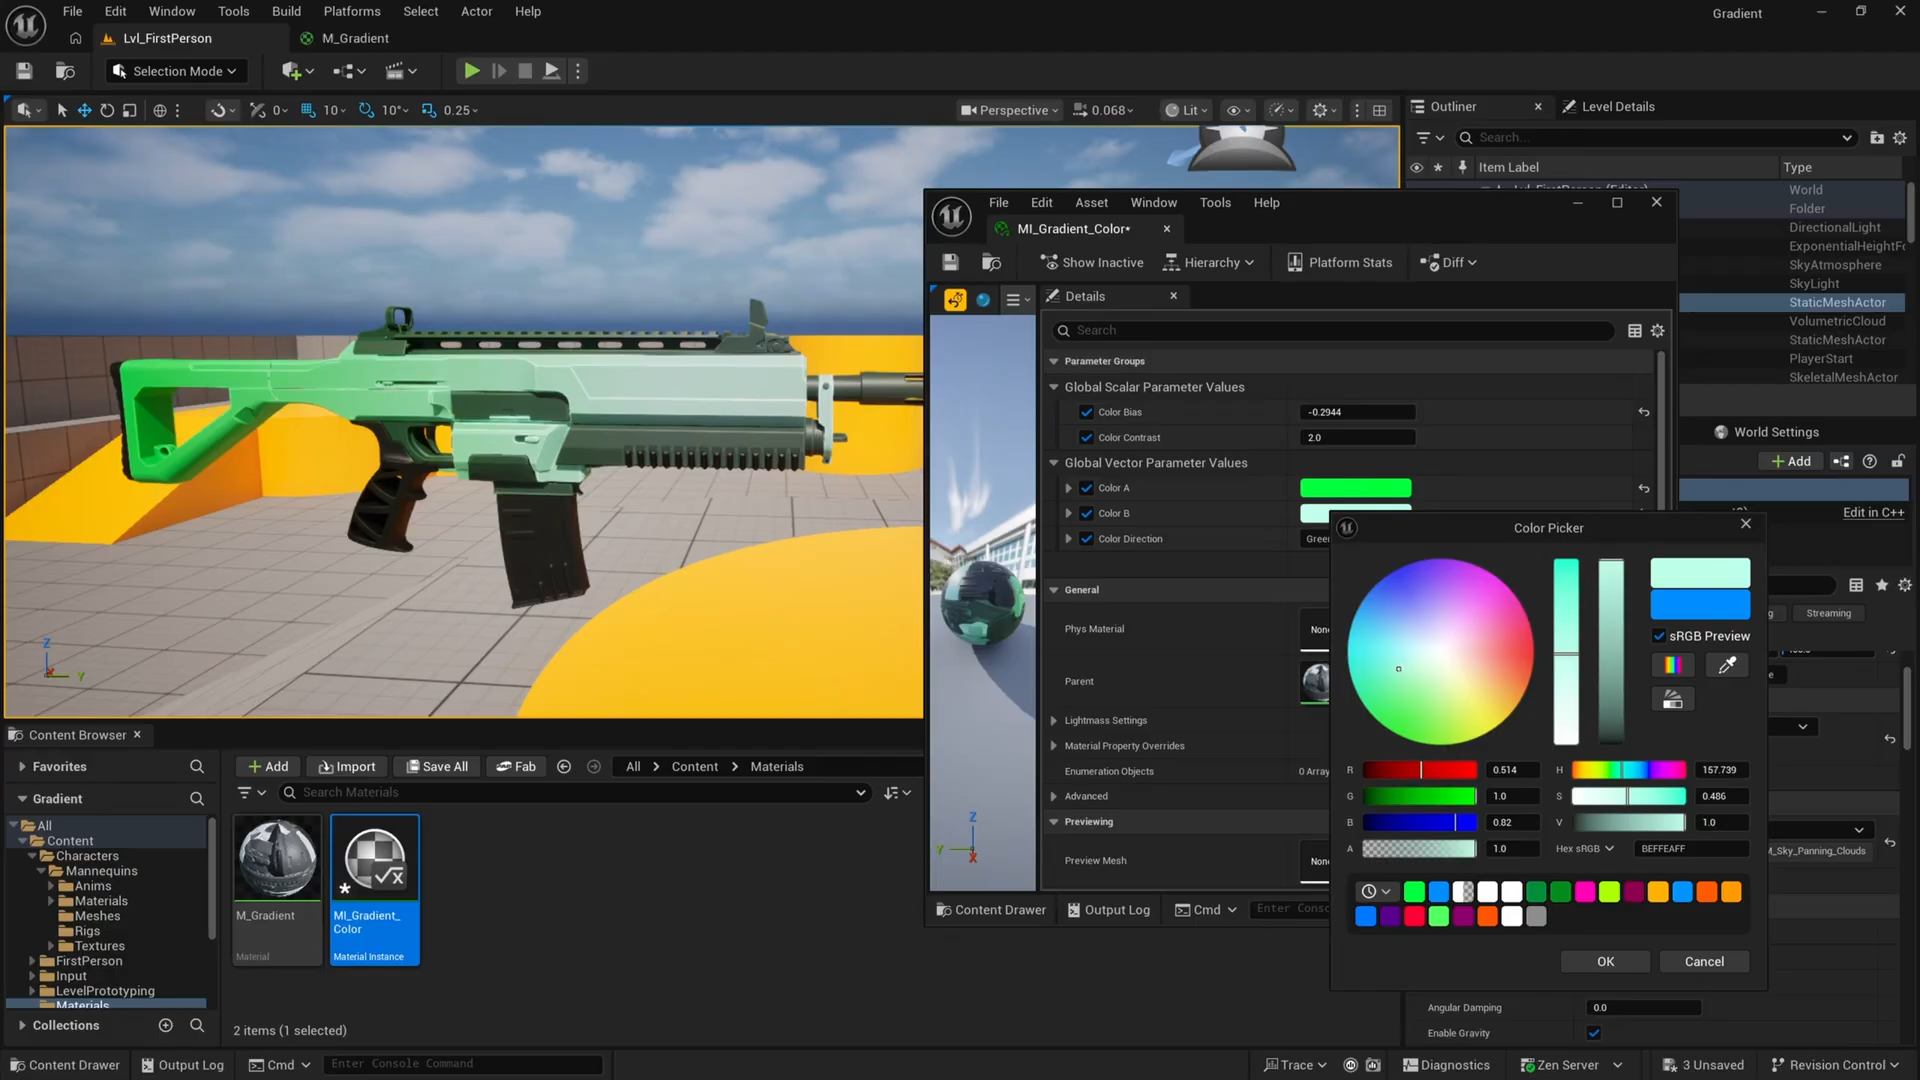 File Edit Window Tools Build Platforms Select Actor Help
Gradient
Lvl_FirstPerson
M_Gradient
Selection Mode
0 10 10° 0.25
Perspective 0.068 Lit
Outliner
Level Details
Search...
Item Label
Type
World
Folder
DirectionalLight
ExponentialHeightFo
SkyAtmosphere
SkyLight
StaticMeshActor
VolumetricCloud
StaticMeshActor
PlayerStart
SkeletalMeshActor
World Settings
Add
Edit in C++
Streaming
M_Sky_Panning_Clouds
Angular Damping
0.0
Enable Gravity
File Edit Asset Window Tools Help
MI_Gradient_Color*
Show Inactive
Hierarchy
Platform Stats
Diff
Details
Search
Parameter Groups
Global Scalar Parameter Values
Color Bias
-0.2944
Color Contrast
2.0
Global Vector Parameter Values
Color A
Color B
Color Direction
Gree
General
Phys Material
None
Parent
Lightmass Settings
Material Property Overrides
Enumeration Objects
0 Array
Advanced
Previewing
Preview Mesh
None
Content Drawer
Output Log
Cmd
Enter Conso
Color Picker
sRGB Preview
R 0.514 H 157.739
G 1.0 S 0.486
B 0.82 V 1.0
A 1.0 Hex sRGB BEFFEAFF
OK
Cancel
Z
X
Y
Z
Y
X
Content Browser
Favorites
Gradient
All
Content
Characters
Mannequins
Anims
Materials
Meshes
Rigs
Textures
FirstPerson
Input
LevelPrototyping
Materials
Collections
Add
Import
Save All
Fab
All
Content
Materials
Search Materials
M_Gradient
Material
MI_Gradient_
Color
Material Instance
2 items (1 selected)
Content Drawer
Output Log
Cmd
Enter Console Command
Trace
Diagnostics
Zen Server
3 Unsaved
Revision Control